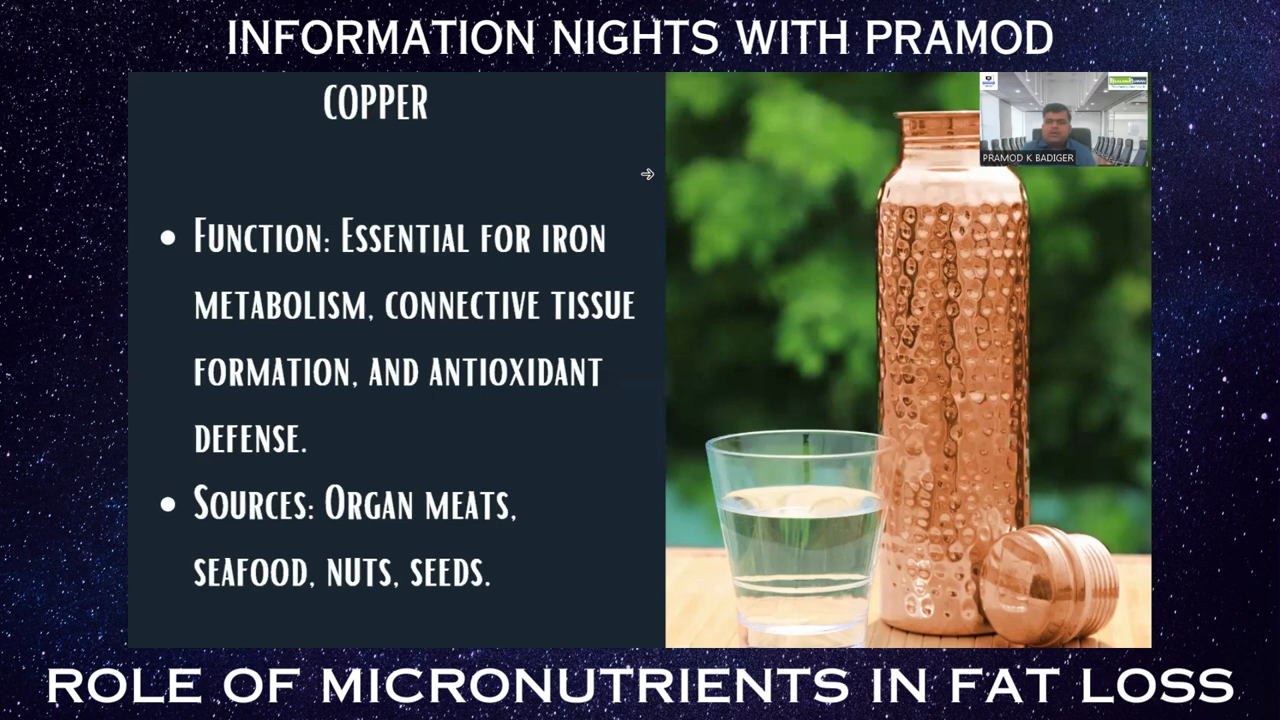 INFORMATION NIGHTS WITH PRAMOD
COPPER
PRAMOD K BADIGER
• FUNCTION: ESSENTIAL FOR IRON
METABOLISM, CONNECTIVE TISSUE
FORMATION, AND ANTIOXIDANT
DEFENSE.
• SOURCES: ORGAN MEATS,
SEAFOOD, NUTS, SEEDS.
ROLE OF MICRONUTRIENTS IN FAT LOSS